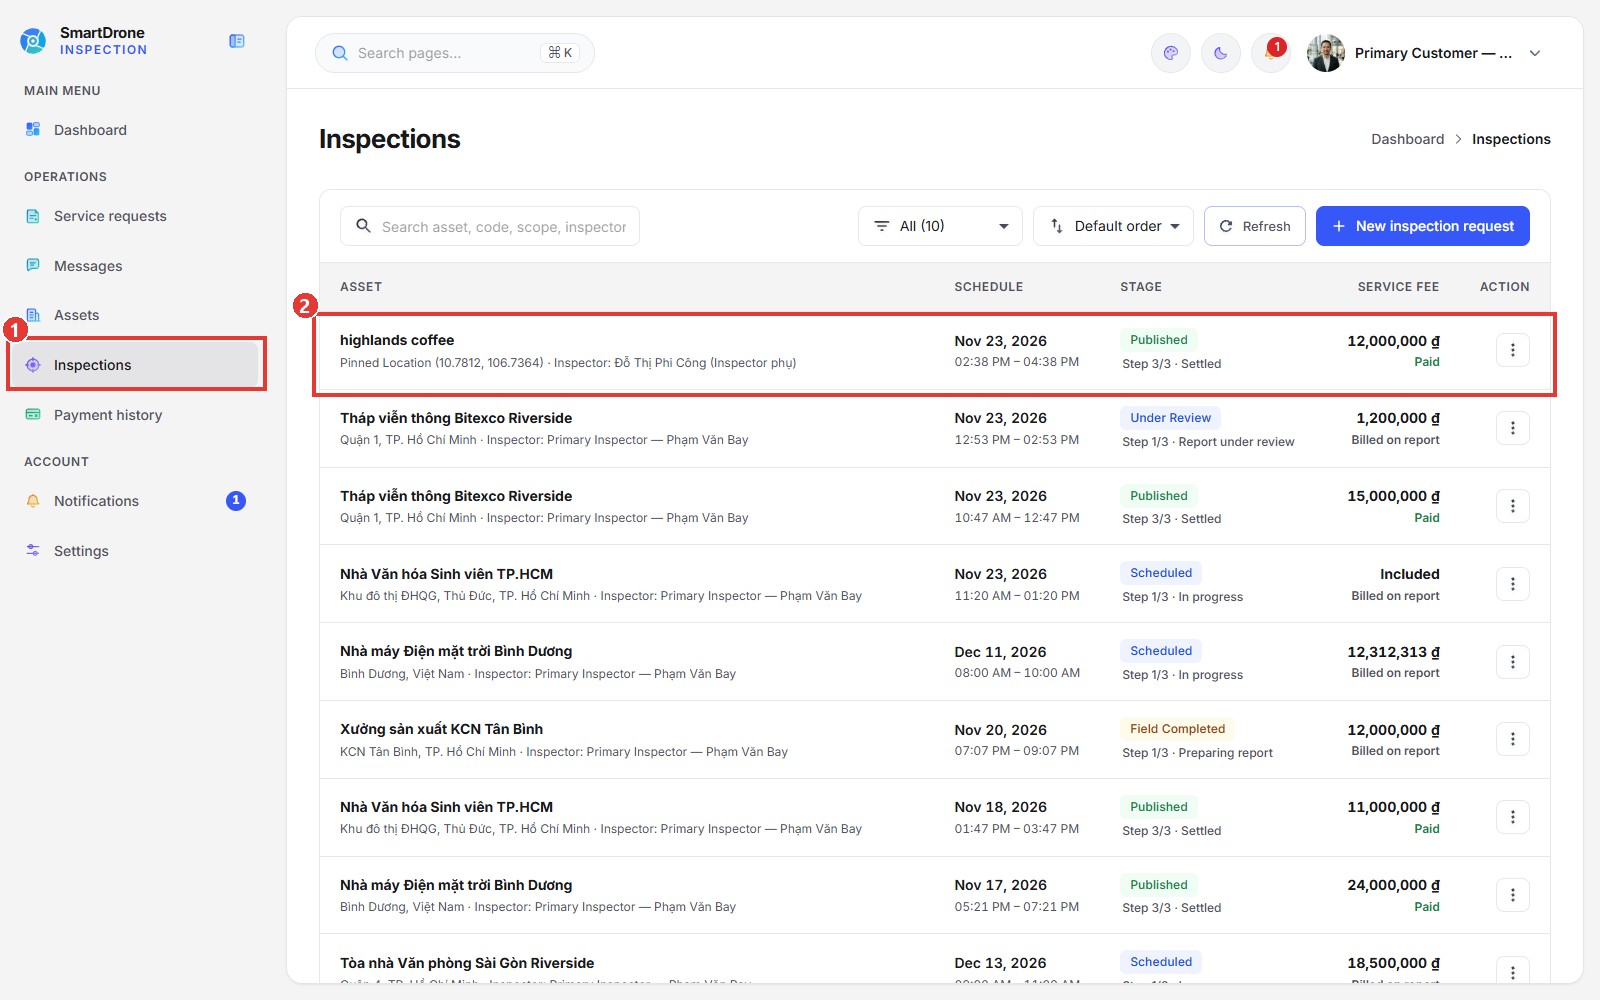 SmartDrone
INSPECTION
MAIN MENU
Dashboard
OPERATIONS
Service requests
Messages
Assets
1
Inspections
Payment history
ACCOUNT
Notifications
1
Settings
Search pages...
⌘ K
1
Primary Customer — ...
Inspections
Dashboard > Inspections
Search asset, code, scope, inspector
All (10)
Default order
Refresh
+ New inspection request
ASSET SCHEDULE STAGE SERVICE FEE ACTION
2
highlands coffee Nov 23, 2026 Published 12,000,000 ₫
Pinned Location (10.7812, 106.7364) · Inspector: Đỗ Thị Phi Công (Inspector phụ) 02:38 PM – 04:38 PM Step 3/3 · Settled Paid
Tháp viễn thông Bitexco Riverside Nov 23, 2026 Under Review 1,200,000 ₫
Quận 1, TP. Hồ Chí Minh · Inspector: Primary Inspector — Phạm Văn Bay 12:53 PM – 02:53 PM Step 1/3 · Report under review Billed on report
Tháp viễn thông Bitexco Riverside Nov 23, 2026 Published 15,000,000 ₫
Quận 1, TP. Hồ Chí Minh · Inspector: Primary Inspector — Phạm Văn Bay 10:47 AM – 12:47 PM Step 3/3 · Settled Paid
Nhà Văn hóa Sinh viên TP.HCM Nov 23, 2026 Scheduled Included
Khu đô thị ĐHQG, Thủ Đức, TP. Hồ Chí Minh · Inspector: Primary Inspector — Phạm Văn Bay 11:20 AM – 01:20 PM Step 1/3 · In progress Billed on report
Nhà máy Điện mặt trời Bình Dương Dec 11, 2026 Scheduled 12,312,313 ₫
Bình Dương, Việt Nam · Inspector: Primary Inspector — Phạm Văn Bay 08:00 AM – 10:00 AM Step 1/3 · In progress Billed on report
Xưởng sản xuất KCN Tân Bình Nov 20, 2026 Field Completed 12,000,000 ₫
KCN Tân Bình, TP. Hồ Chí Minh · Inspector: Primary Inspector — Phạm Văn Bay 07:07 PM – 09:07 PM Step 1/3 · Preparing report Billed on report
Nhà Văn hóa Sinh viên TP.HCM Nov 18, 2026 Published 11,000,000 ₫
Khu đô thị ĐHQG, Thủ Đức, TP. Hồ Chí Minh · Inspector: Primary Inspector — Phạm Văn Bay 01:47 PM – 03:47 PM Step 3/3 · Settled Paid
Nhà máy Điện mặt trời Bình Dương Nov 17, 2026 Published 24,000,000 ₫
Bình Dương, Việt Nam · Inspector: Primary Inspector — Phạm Văn Bay 05:21 PM – 07:21 PM Step 3/3 · Settled Paid
Tòa nhà Văn phòng Sài Gòn Riverside Dec 13, 2026 Scheduled 18,500,000 ₫